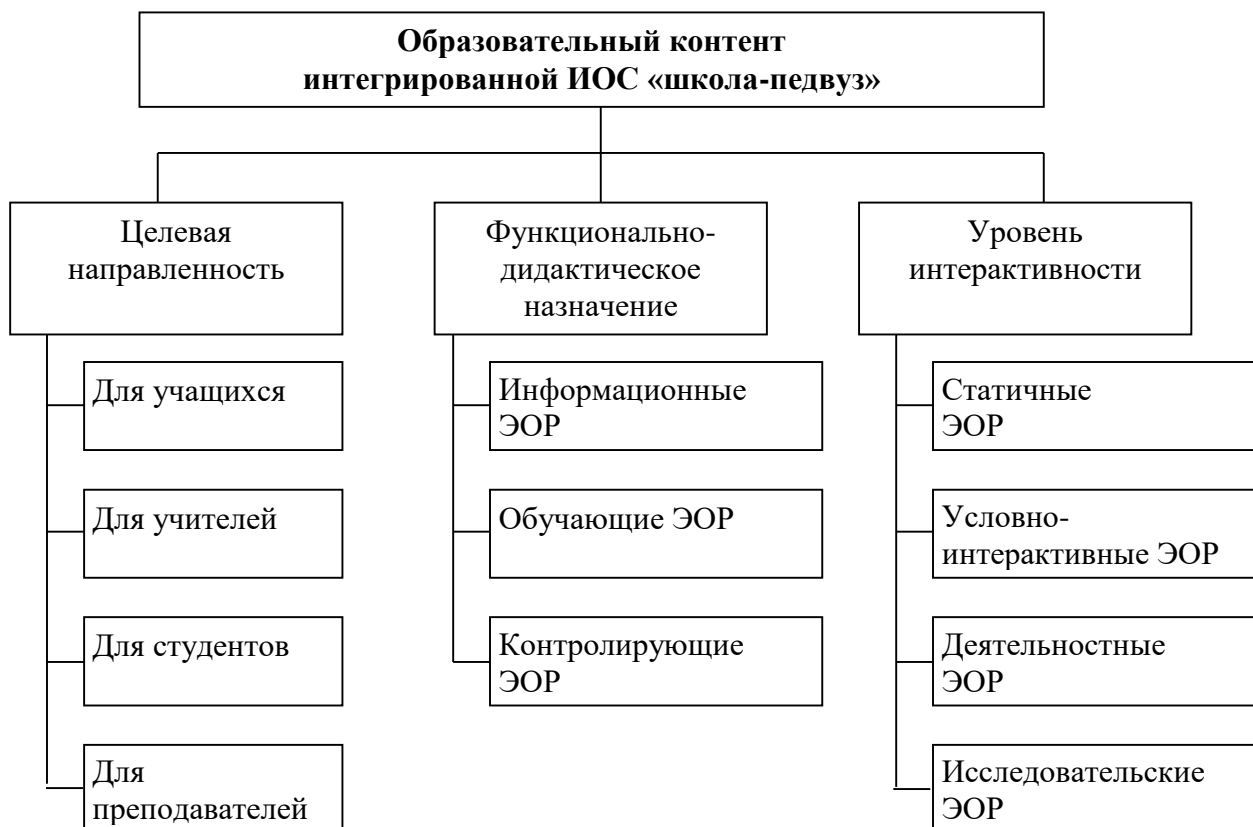 Образовательный контент
интегрированной ИОС «школа-педвуз»
Целевая
направленность
Для учащихся
Для учителей
Для студентов
Для
преподавателей
Функционально-
дидактическое
назначение
Информационные
ЭОР
Обучающие ЭОР
Контролирующие
ЭОР
Уровень
интерактивности
Статичные
ЭОР
Условно-
интерактивные ЭОР
Деятельностные
ЭОР
Исследовательские
ЭОР